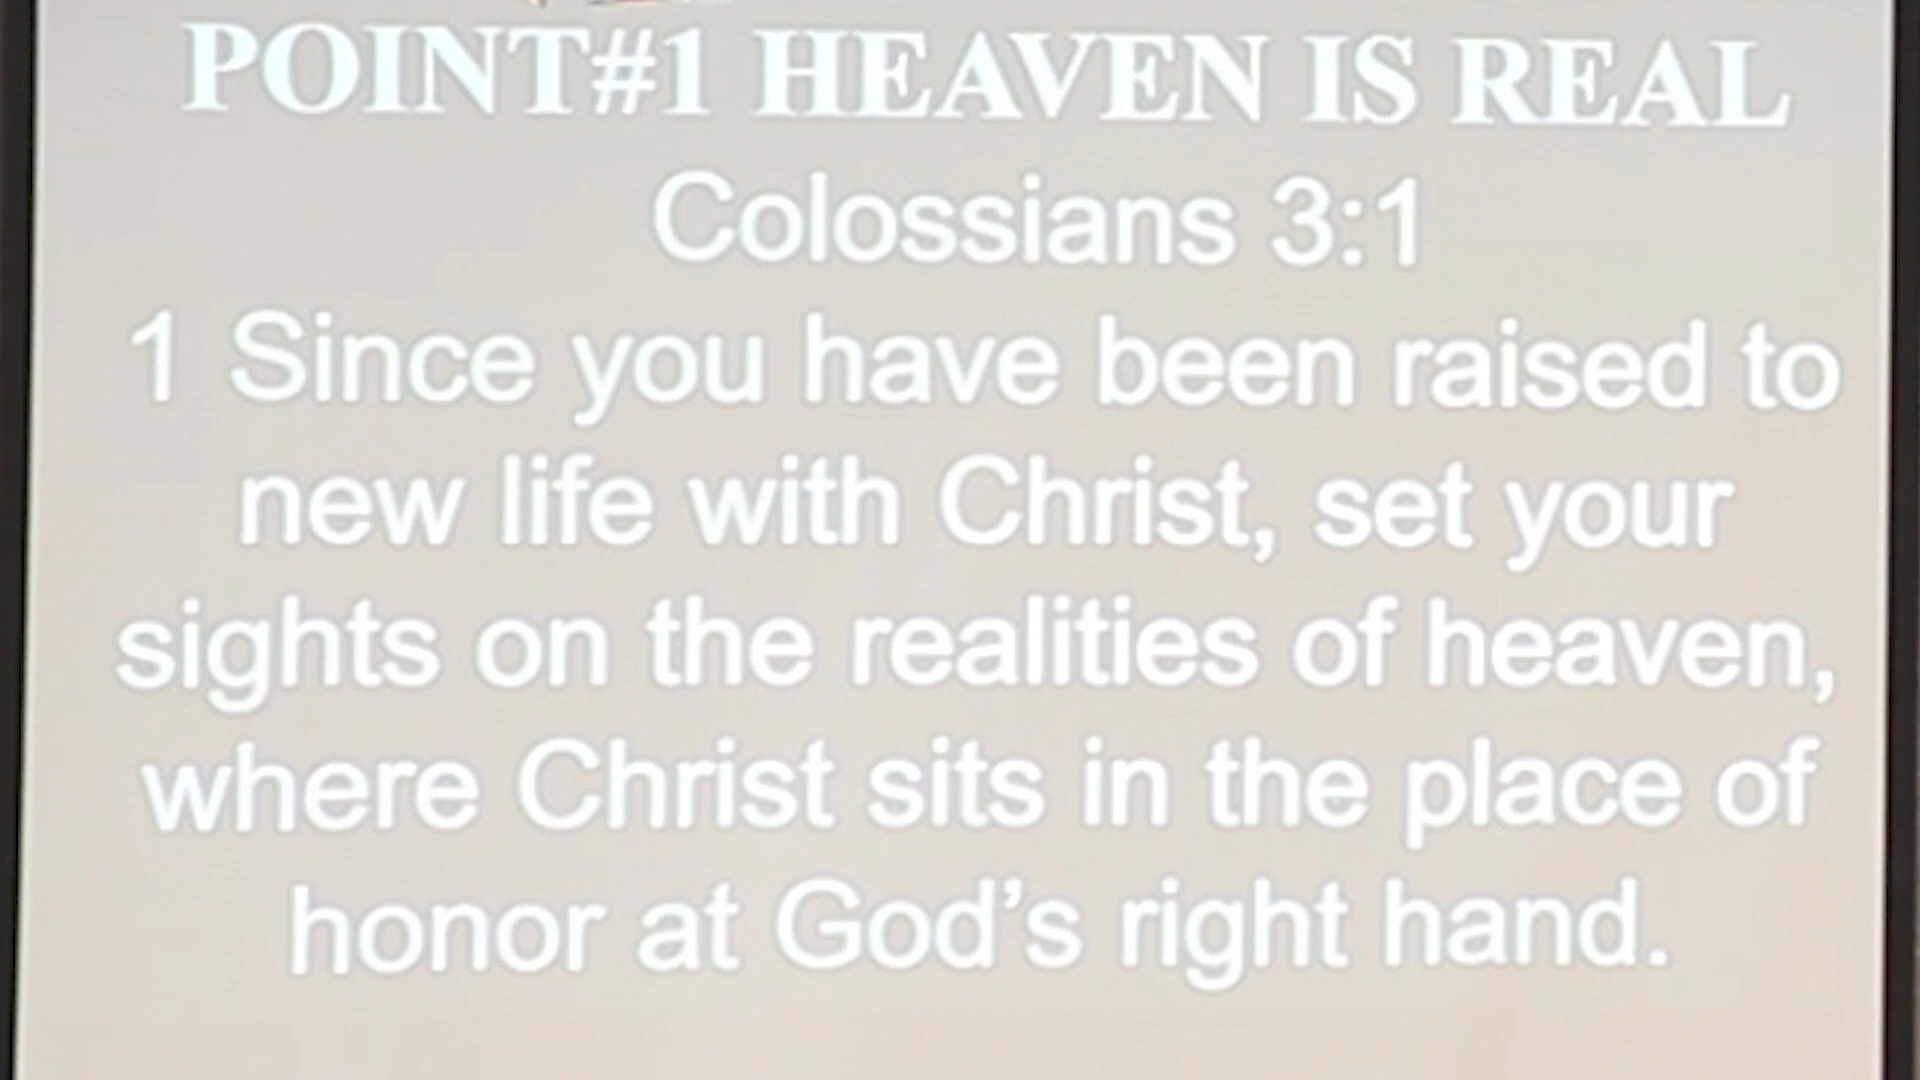 POINT#1 HEAVEN IS REAL
Colossians 3:1
1 Since you have been raised to
new life with Christ, set your
sights on the realities of heaven,
where Christ sits in the place of
honor at God’s right hand.